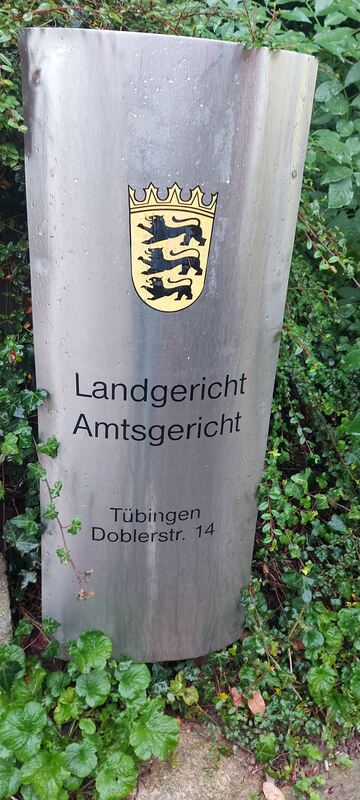 Landgericht
Amtsgericht
Tübingen
Doblerstr. 14